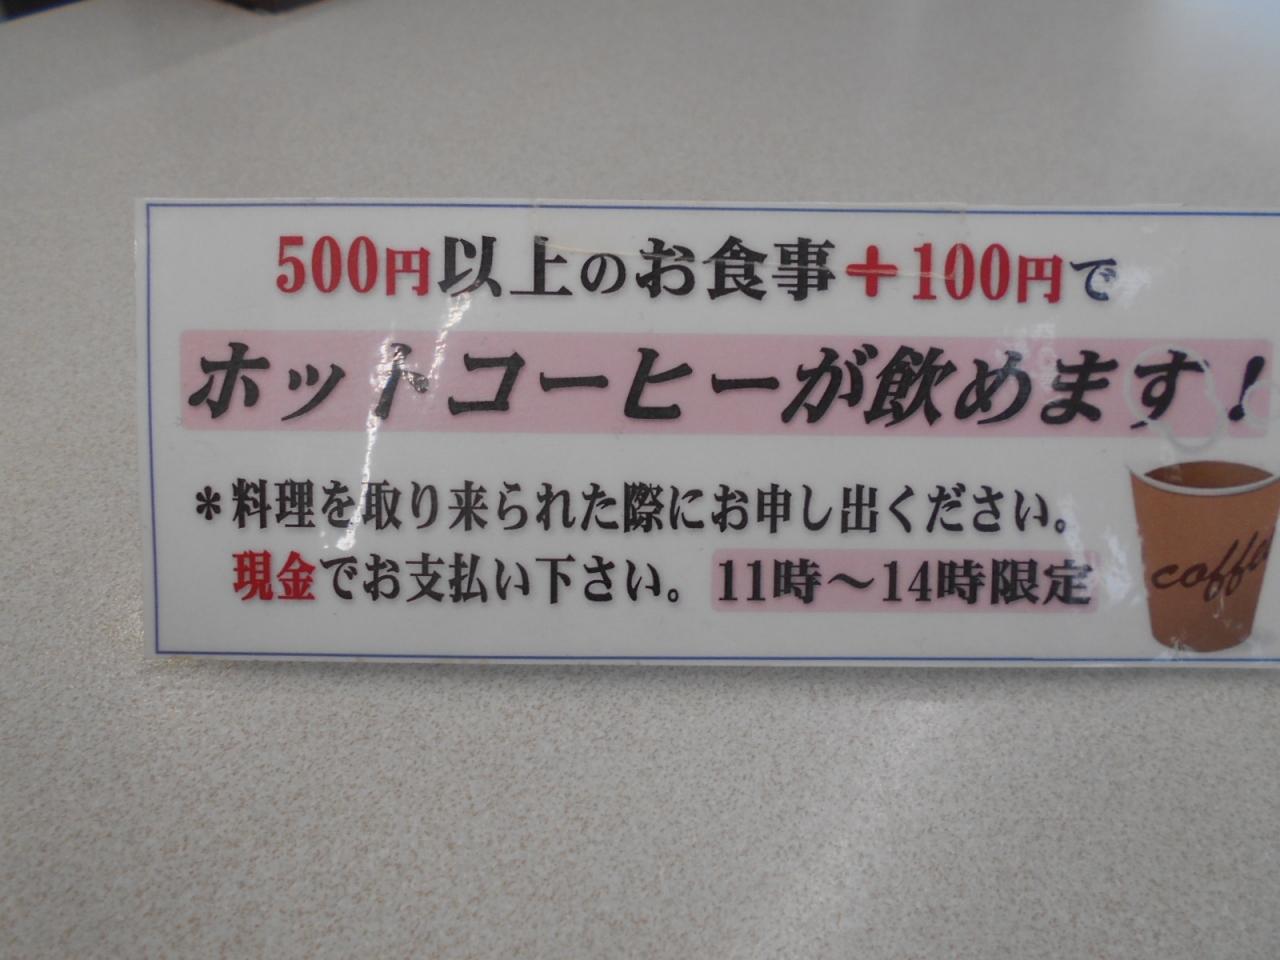 500円以上のお食事+100円で
ホットコーヒーが飲めます!
*料理を取り来られた際にお申し出ください。
現金でお支払い下さい。 11時~14時限定
coffe